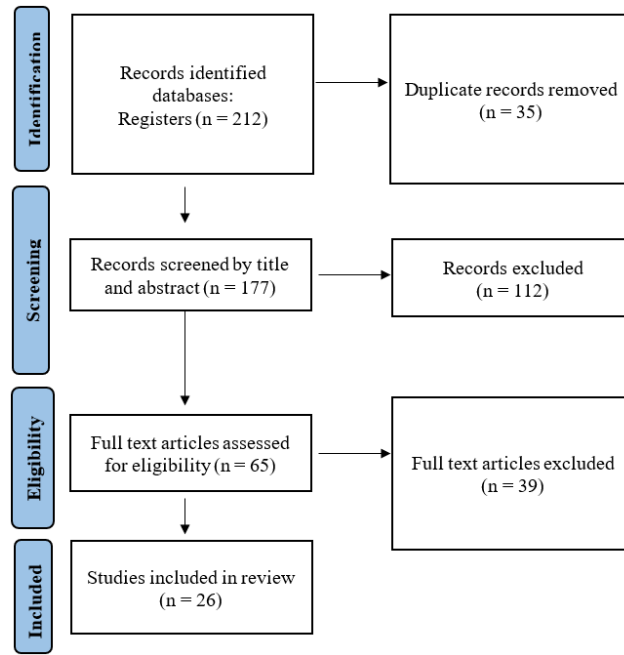 Identification
Records identified
databases:
Registers (n = 212)
Duplicate records removed
(n = 35)
Screening
Records screened by title
and abstract (n = 177)
Records excluded
(n = 112)
Eligibility
Full text articles assessed
for eligibility (n = 65)
Full text articles excluded
(n = 39)
Included
Studies included in review
(n = 26)